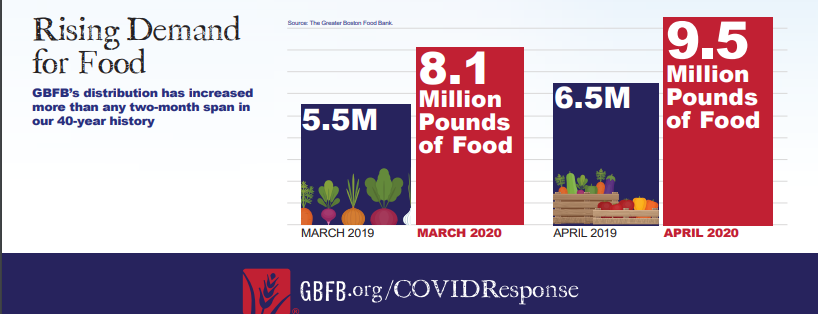 Rising Demand
for Food
GBFB's distribution has increased
more than any two-month span in
our 40-year history
Source: The Greater Boston Food Bank.
5.5M
8.1
Million
Pounds
of Food
6.5M
9.5
Million
Pounds
of Food
MARCH 2019
MARCH 2020
APRIL 2019
APRIL 2020
GBFB.org/COVIDResponse